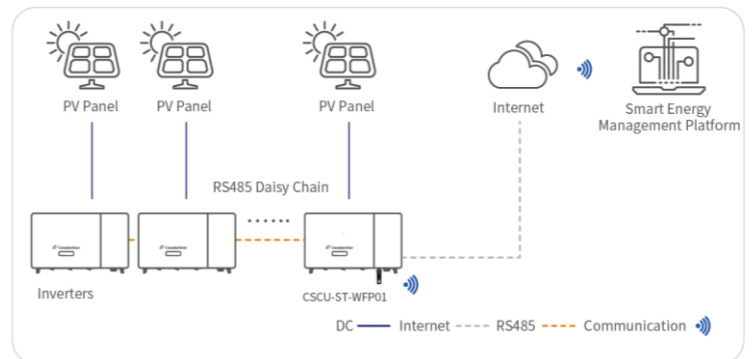 PV Panel
PV Panel
PV Panel
Internet
Smart Energy
Management Platform
RS485 Daisy Chain
Inverters
CSCU-ST-WFP01
DC
Internet
RS485
Communication